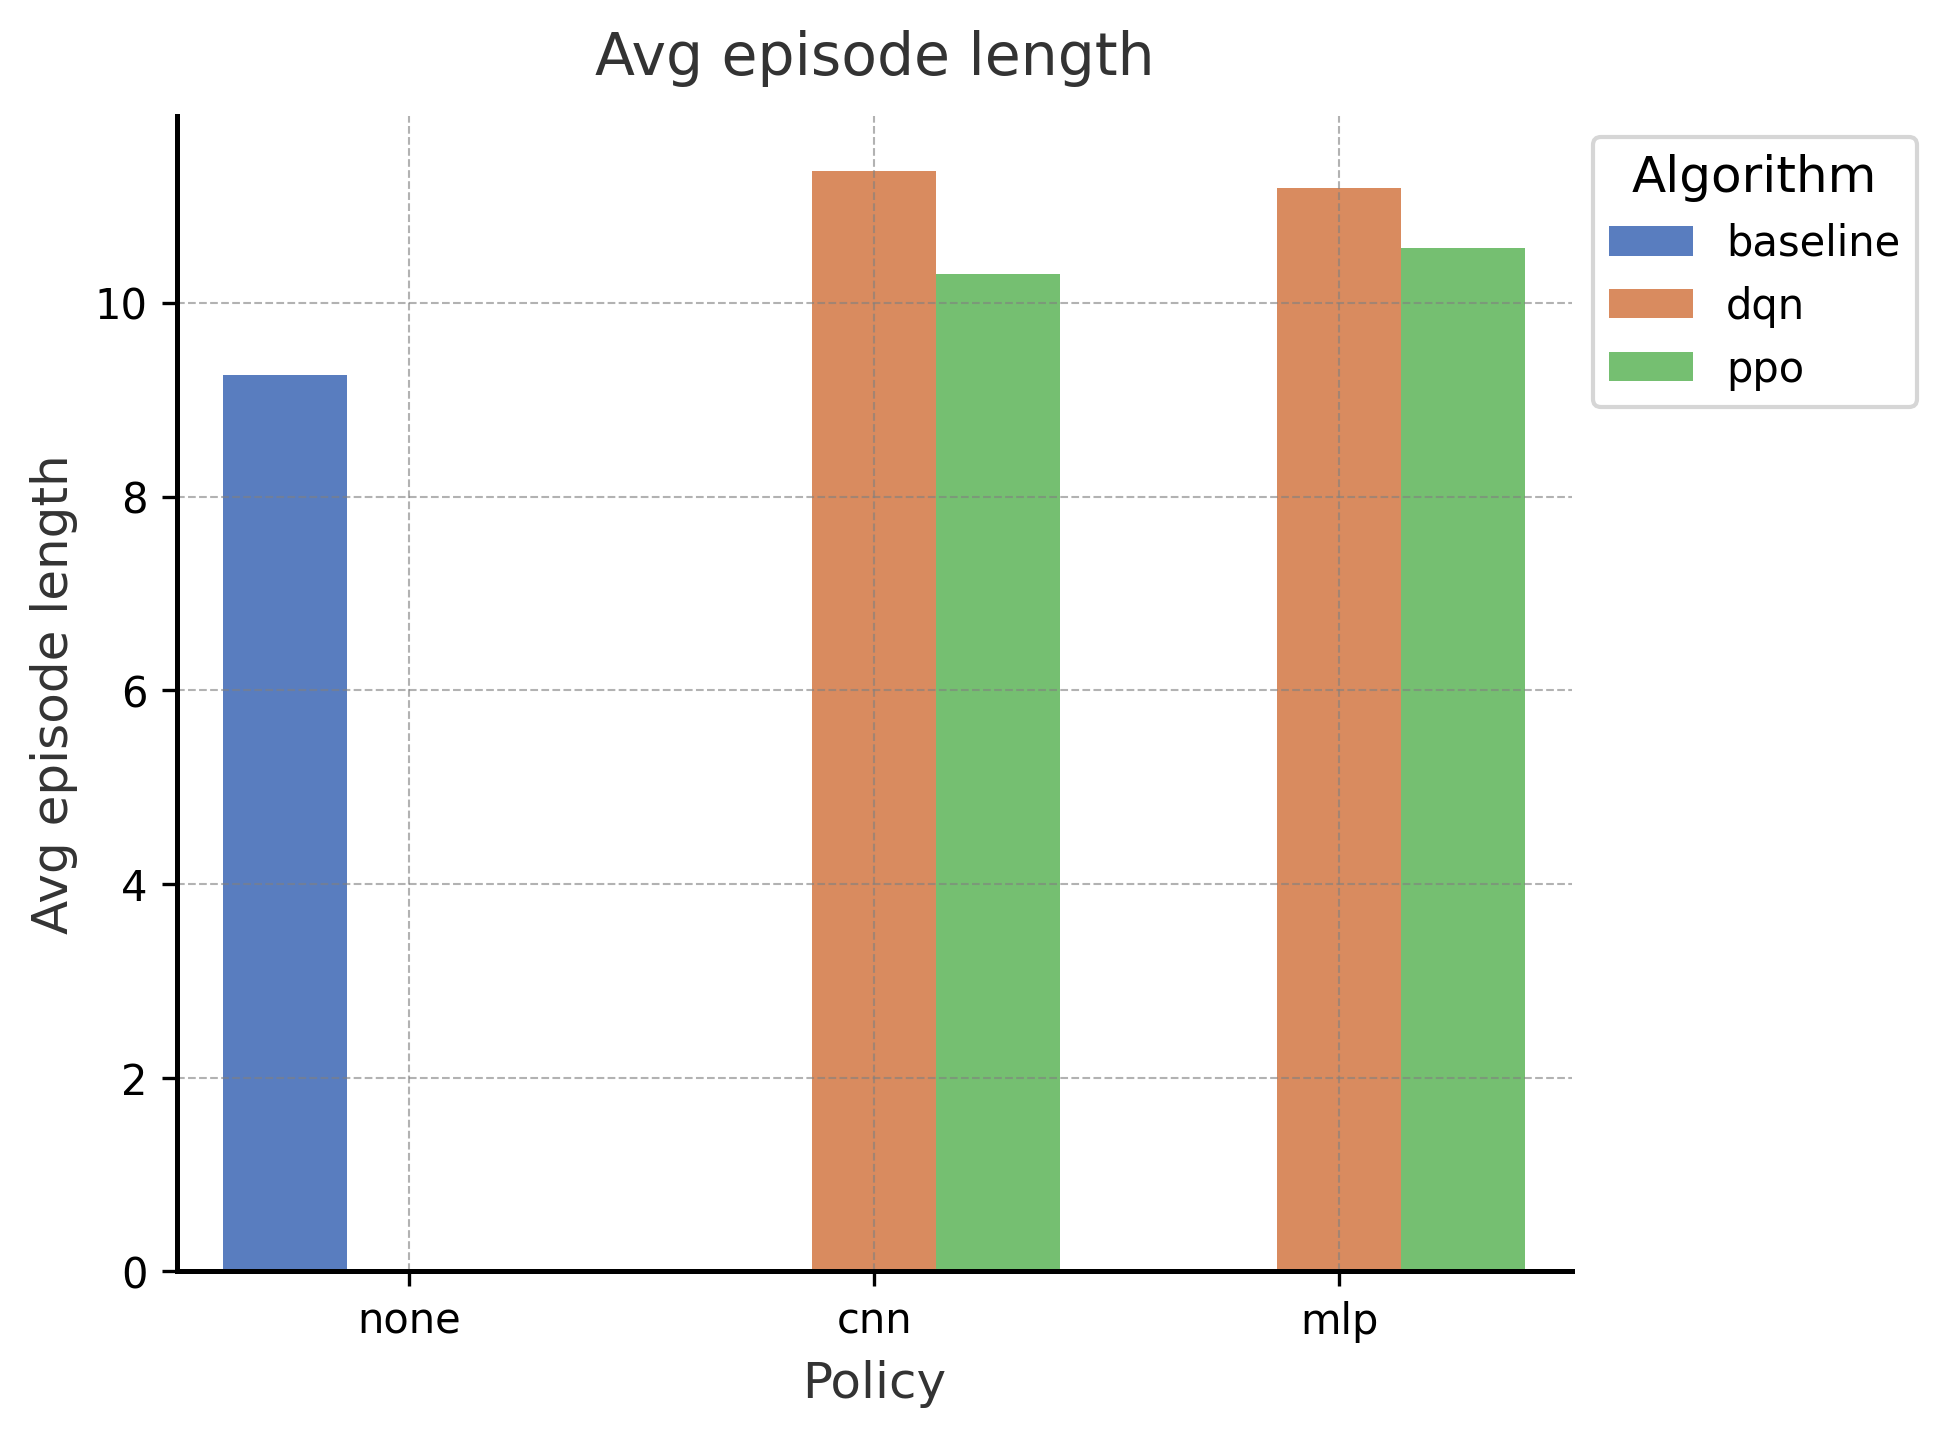 Avg episode length
Algorithm
baseline
dqn
ppo
Avg episode length
10
8
6
4
2
0
none
cnn
mlp
Policy